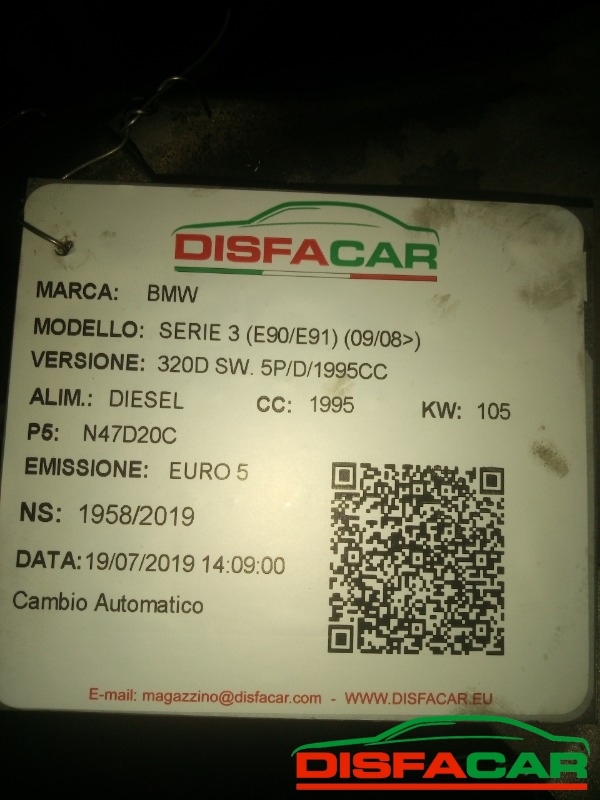 DISFACAR
MARCA: BMW
MODELLO: SERIE 3 (E90/E91) (09/08>)
VERSIONE: 320D SW. 5P/D/1995CC
ALIM.: DIESEL CC: 1995 KW: 105
P5: N47D20C
EMISSIONE: EURO 5
NS: 1958/2019
DATA:19/07/2019 14:09:00
Cambio Automatico
E-mail: magazzino@disfacar.com - WWW.DISFACAR.EU
DISFACAR